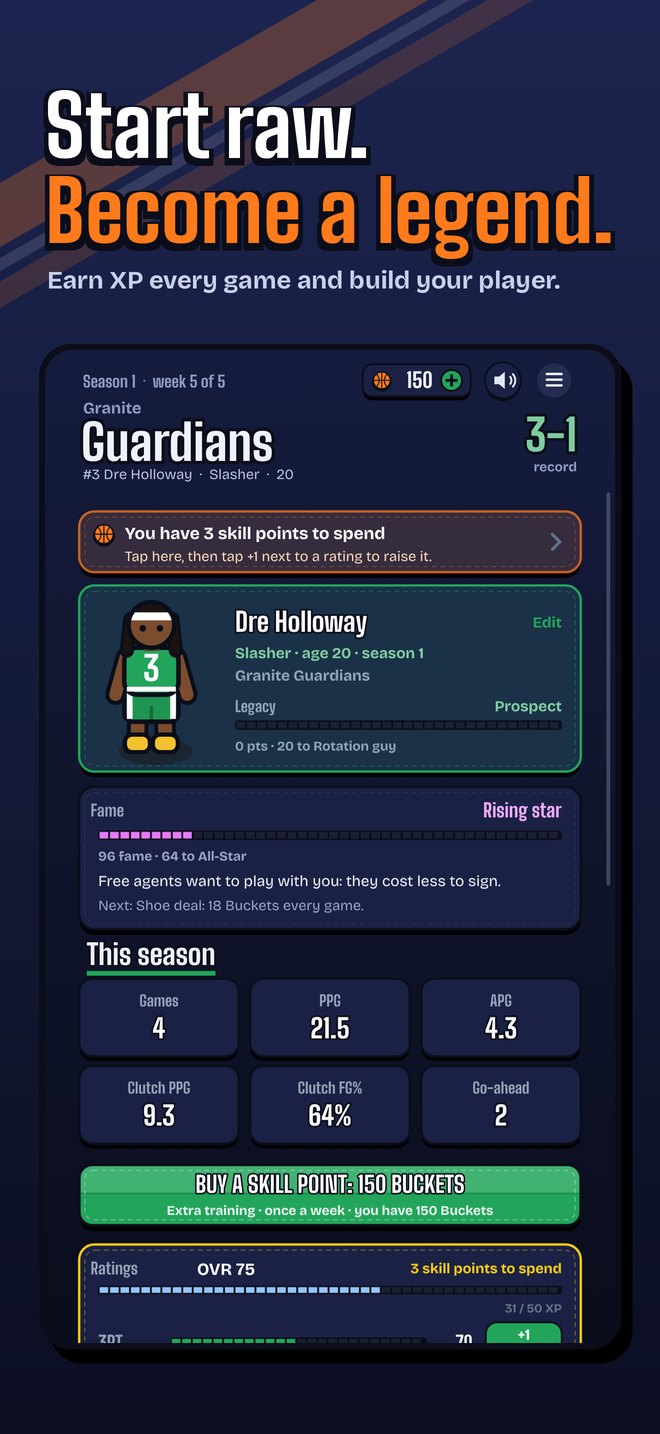 Start raw.
Become a legend.
Earn XP every game and build your player.
Season 1 · week 5 of 5
150
Granite
Guardians
3–1
record
#3 Dre Holloway · Slasher · 20
You have 3 skill points to spend
Tap here, then tap +1 next to a rating to raise it.
3
Dre Holloway
Edit
Slasher · age 20 · season 1
Granite Guardians
Legacy
Prospect
0 pts · 20 to Rotation guy
Fame
Rising star
96 fame · 64 to All-Star
Free agents want to play with you: they cost less to sign.
Next: Shoe deal: 18 Buckets every game.
This season
Games
PPG
APG
4
21.5
4.3
Clutch PPG
Clutch FG%
Go-ahead
9.3
64%
2
BUY A SKILL POINT: 150 BUCKETS
Extra training · once a week · you have 150 Buckets
Ratings
OVR 75
3 skill points to spend
31 / 50 XP
3PT
70
+1